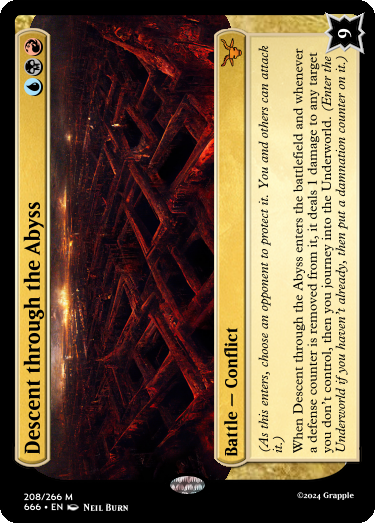 Descent through the Abyss
Battle — Conflict
(As this enters, choose an opponent to protect it. You and others can attack
it.)
When Descent through the Abyss enters the battlefield and whenever
a defense counter is removed from it, it deals 1 damage to any target
you don't control, then you journey into the Underworld. (Enter the
Underworld if you haven't already, then put a damnation counter on it.)
9
208/266 M
666 • EN NEIL BURN
©2024 Grapple